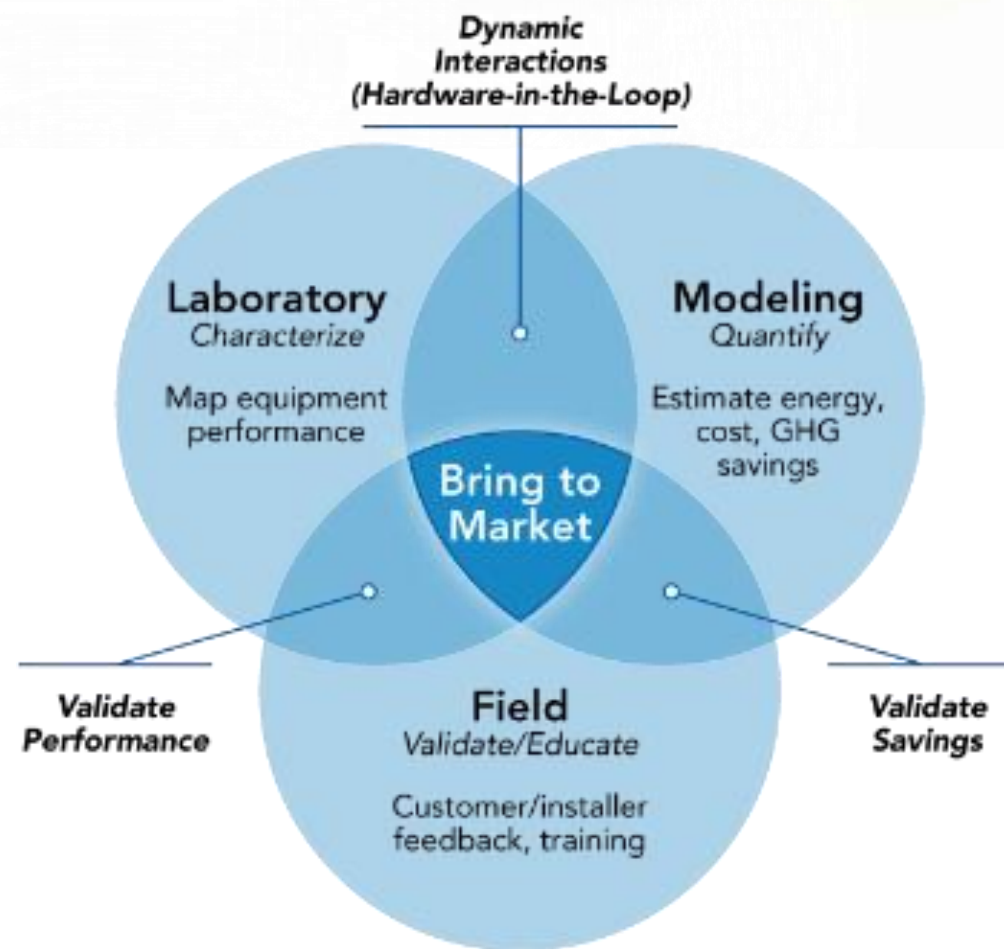 Dynamic
Interactions
(Hardware-in-the-Loop)
Laboratory
Characterize
Map equipment
performance
Modeling
Quantify
Estimate energy,
cost, GHG
savings
Bring to
Market
Validate
Performance
Field
Validate/Educate
Customer/installer
feedback, training
Validate
Savings